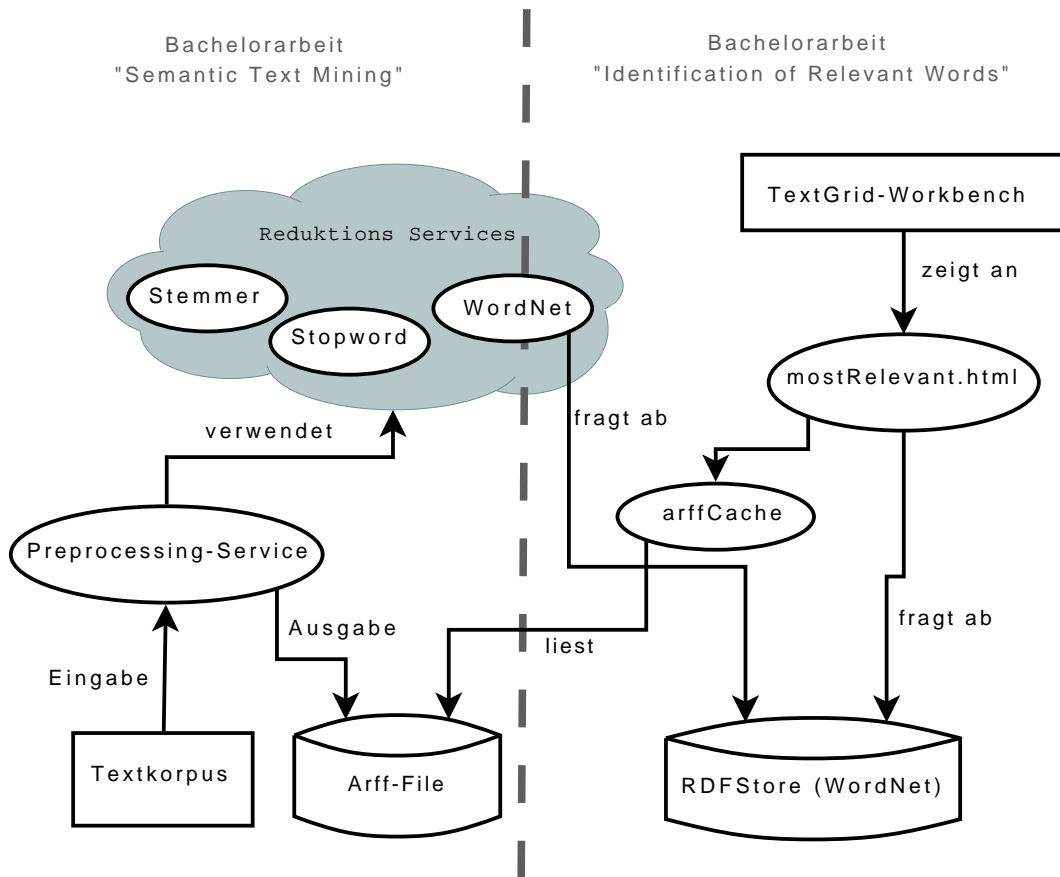 Bachelorarbeit
"Semantic Text Mining"
Bachelorarbeit
"Identification of Relevant Words"
TextGrid-Workbench
Reduktions Services
zeigt an
Stemmer
WordNet
Stopword
mostRelevant.html
verwendet
fragt ab
arffCache
Preprocessing-Service
Ausgabe
fragt ab
liest
Eingabe
Textkorpus
Arff-File
RDFStore (WordNet)